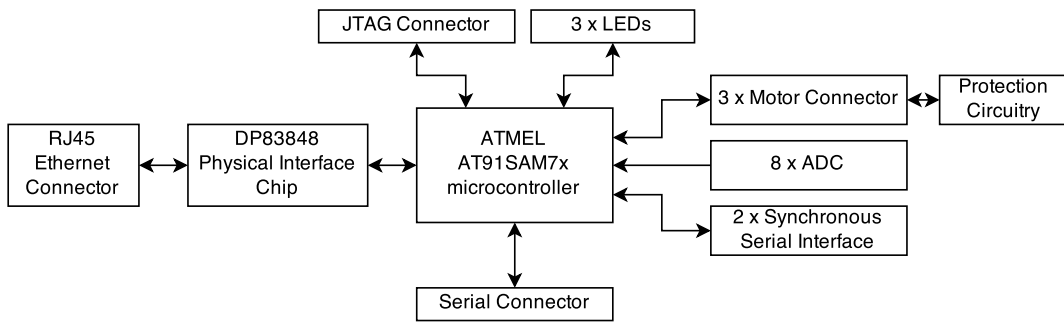 JTAG Connector
3 x LEDs
3 x Motor Connector
Protection
Circuitry
RJ45
Ethernet
Connector
DP83848
Physical Interface
Chip
ATMEL
AT91SAM7x
microcontroller
8 x ADC
2 x Synchronous
Serial Interface
Serial Connector